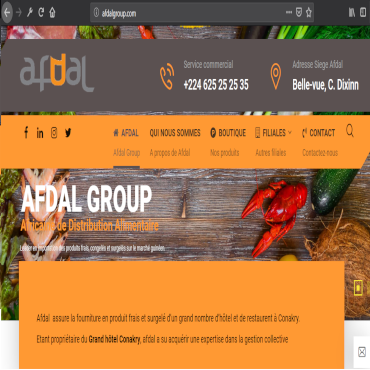 afdalgroup.com
afdal
Service commercial
+224 625 25 25 35
Adresse Siege Afdal
Belle-vue, C. Dixinn
AFDAL
QUI NOUS SOMMES
BOUTIQUE
FILIALES
CONTACT
Afdal Group
A propos de Afdal
Nos produits
Autres filiales
Contactez-nous
AFDAL GROUP
Africaine de Distribution Alimentaire
Leader en importation des produits frais, congelés et surgelés sur le marché guinéen.
Afdal assure la fourniture en produit frais et surgelé d'un grand nombre d'hôtel et de restaurent à Conakry.
Etant propriétaire du Grand hôtel Conakry, afdal a su acquérir une expertise dans la gestion collective